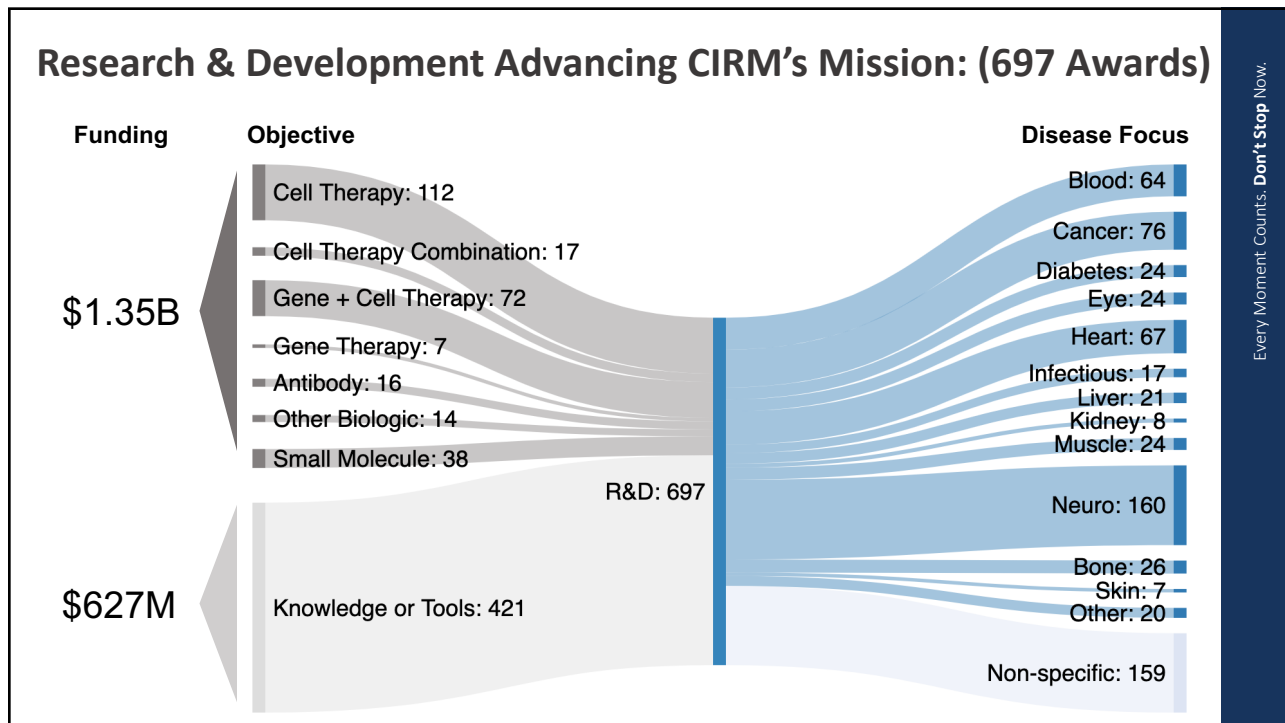 Research & Development Advancing CIRM's Mission: (697 Awards)
Funding
Objective
Disease Focus
$1.35B
Cell Therapy: 112
Cell Therapy Combination: 17
Gene + Cell Therapy: 72
Gene Therapy: 7
Antibody: 16
Other Biologic: 14
Small Molecule: 38
$627M
Knowledge or Tools: 421
R&D: 697
Blood: 64
Cancer: 76
Diabetes: 24
Eye: 24
Heart: 67
Infectious: 17
Liver: 21
Kidney: 8
Muscle: 24
Neuro: 160
Bone: 26
Skin: 7
Other: 20
Non-specific: 159
Every Moment Counts. Don't Stop Now.